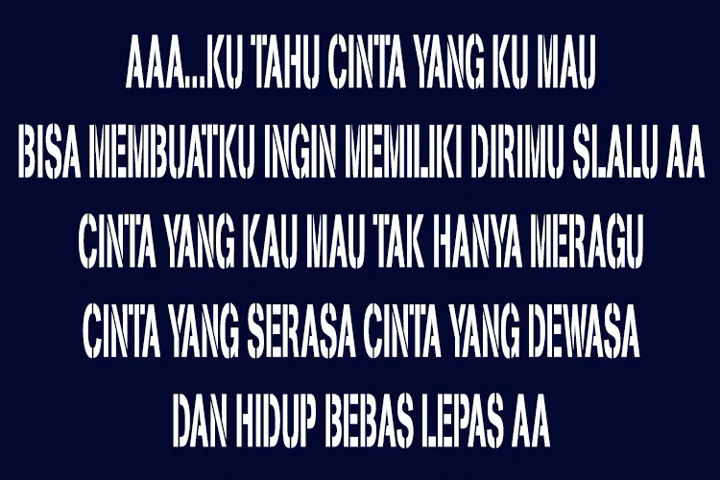 AAA...KU TAHU CINTA YANG KU MAU
BISA MEMBUATKU INGIN MEMILIKI DIRIMU SLALU AA
CINTA YANG KAU MAU TAK HANYA MERAGU
CINTA YANG SERASA CINTA YANG DEWASA
DAN HIDUP BEBAS LEPAS AA